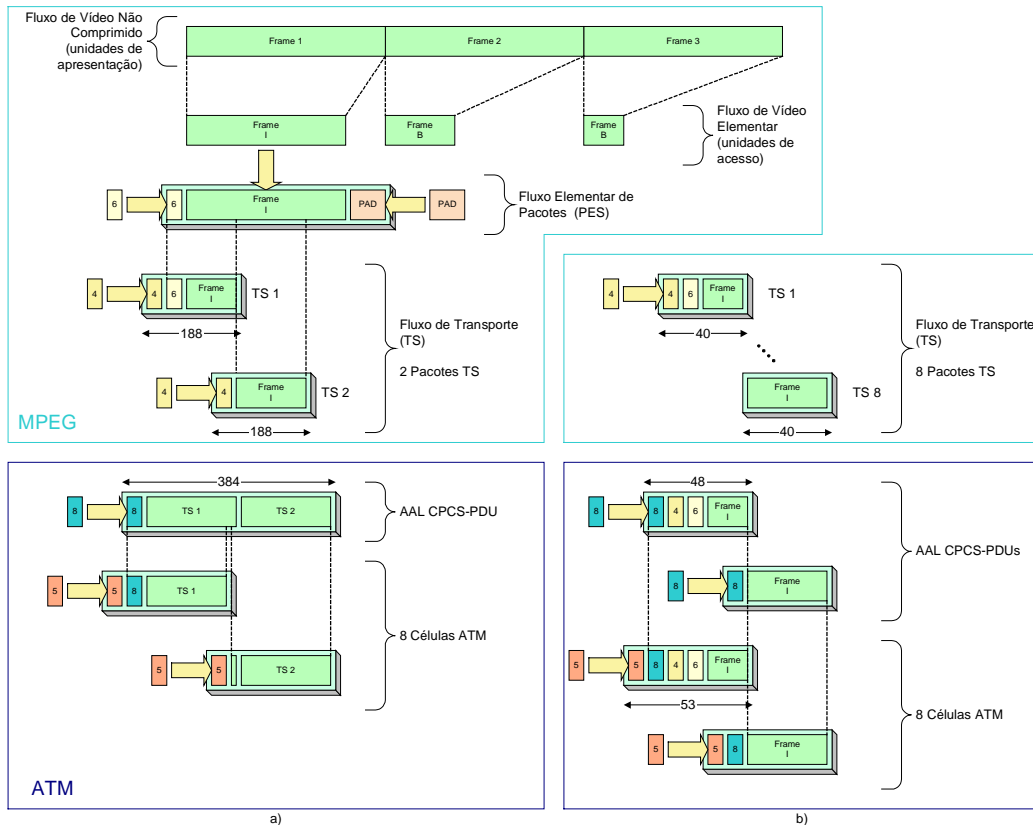 Fluxo de Vídeo Não
Comprimido
(unidades de
apresentação)
Frame 1
Frame 2
Frame 3
Frame
I
Frame
B
Frame
B
Fluxo de Vídeo
Elementar
(unidades de
acesso)
6
6
Frame
I
PAD
PAD
Fluxo Elementar de
Pacotes (PES)
4
4
6
Frame
I
TS 1
188
Fluxo de Transporte
(TS)
2 Pacotes TS
4
4
Frame
I
TS 2
188
MPEG
4
4
6
Frame
I
TS 1
40
Fluxo de Transporte
(TS)
8 Pacotes TS
Frame
I
TS 8
40
384
8
8
TS 1
TS 2
AAL CPCS-PDU
5
5
8
TS 1
8 Células ATM
5
5
TS 2
ATM
a)
48
8
8
4
6
Frame
I
AAL CPCS-PDUs
8
8
Frame
I
5
5
8
4
6
Frame
I
53
8 Células ATM
5
5
8
Frame
I
b)